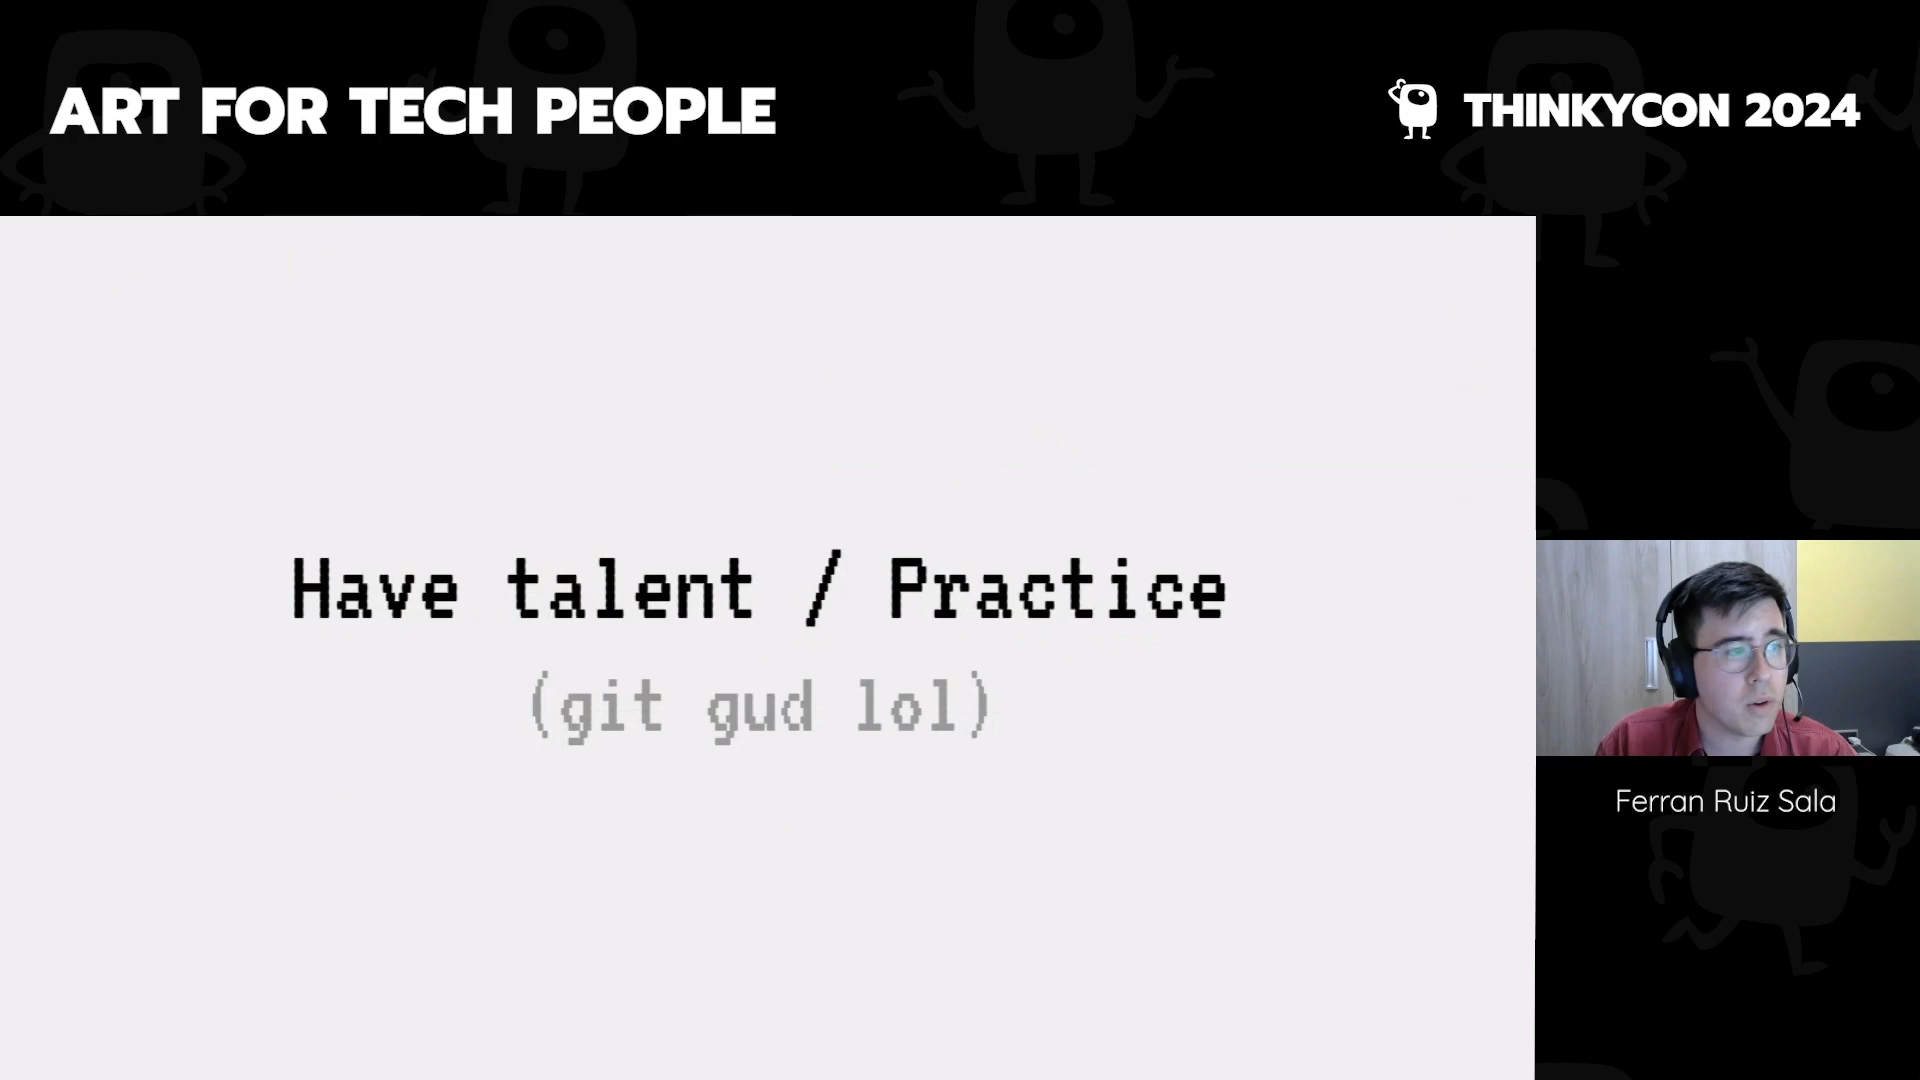 ART FOR TECH PEOPLE
THINKYCON 2024
Have talent / Practice
(git gud lol)
Ferran Ruiz Sala